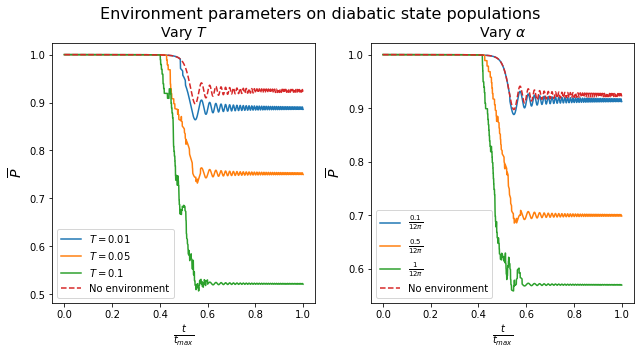 Environment parameters on diabatic state populations
Vary T
1.0
0.9
0.8
0.7
0.6
0.5
P̅
0.0 0.2 0.4 0.6 0.8 1.0
t/t_max
T = 0.01
T = 0.05
T = 0.1
No environment
Vary α
1.0
0.9
0.8
0.7
0.6
P̅
0.0 0.2 0.4 0.6 0.8 1.0
t/t_max
0.1/12π
0.5/12π
1/12π
No environment